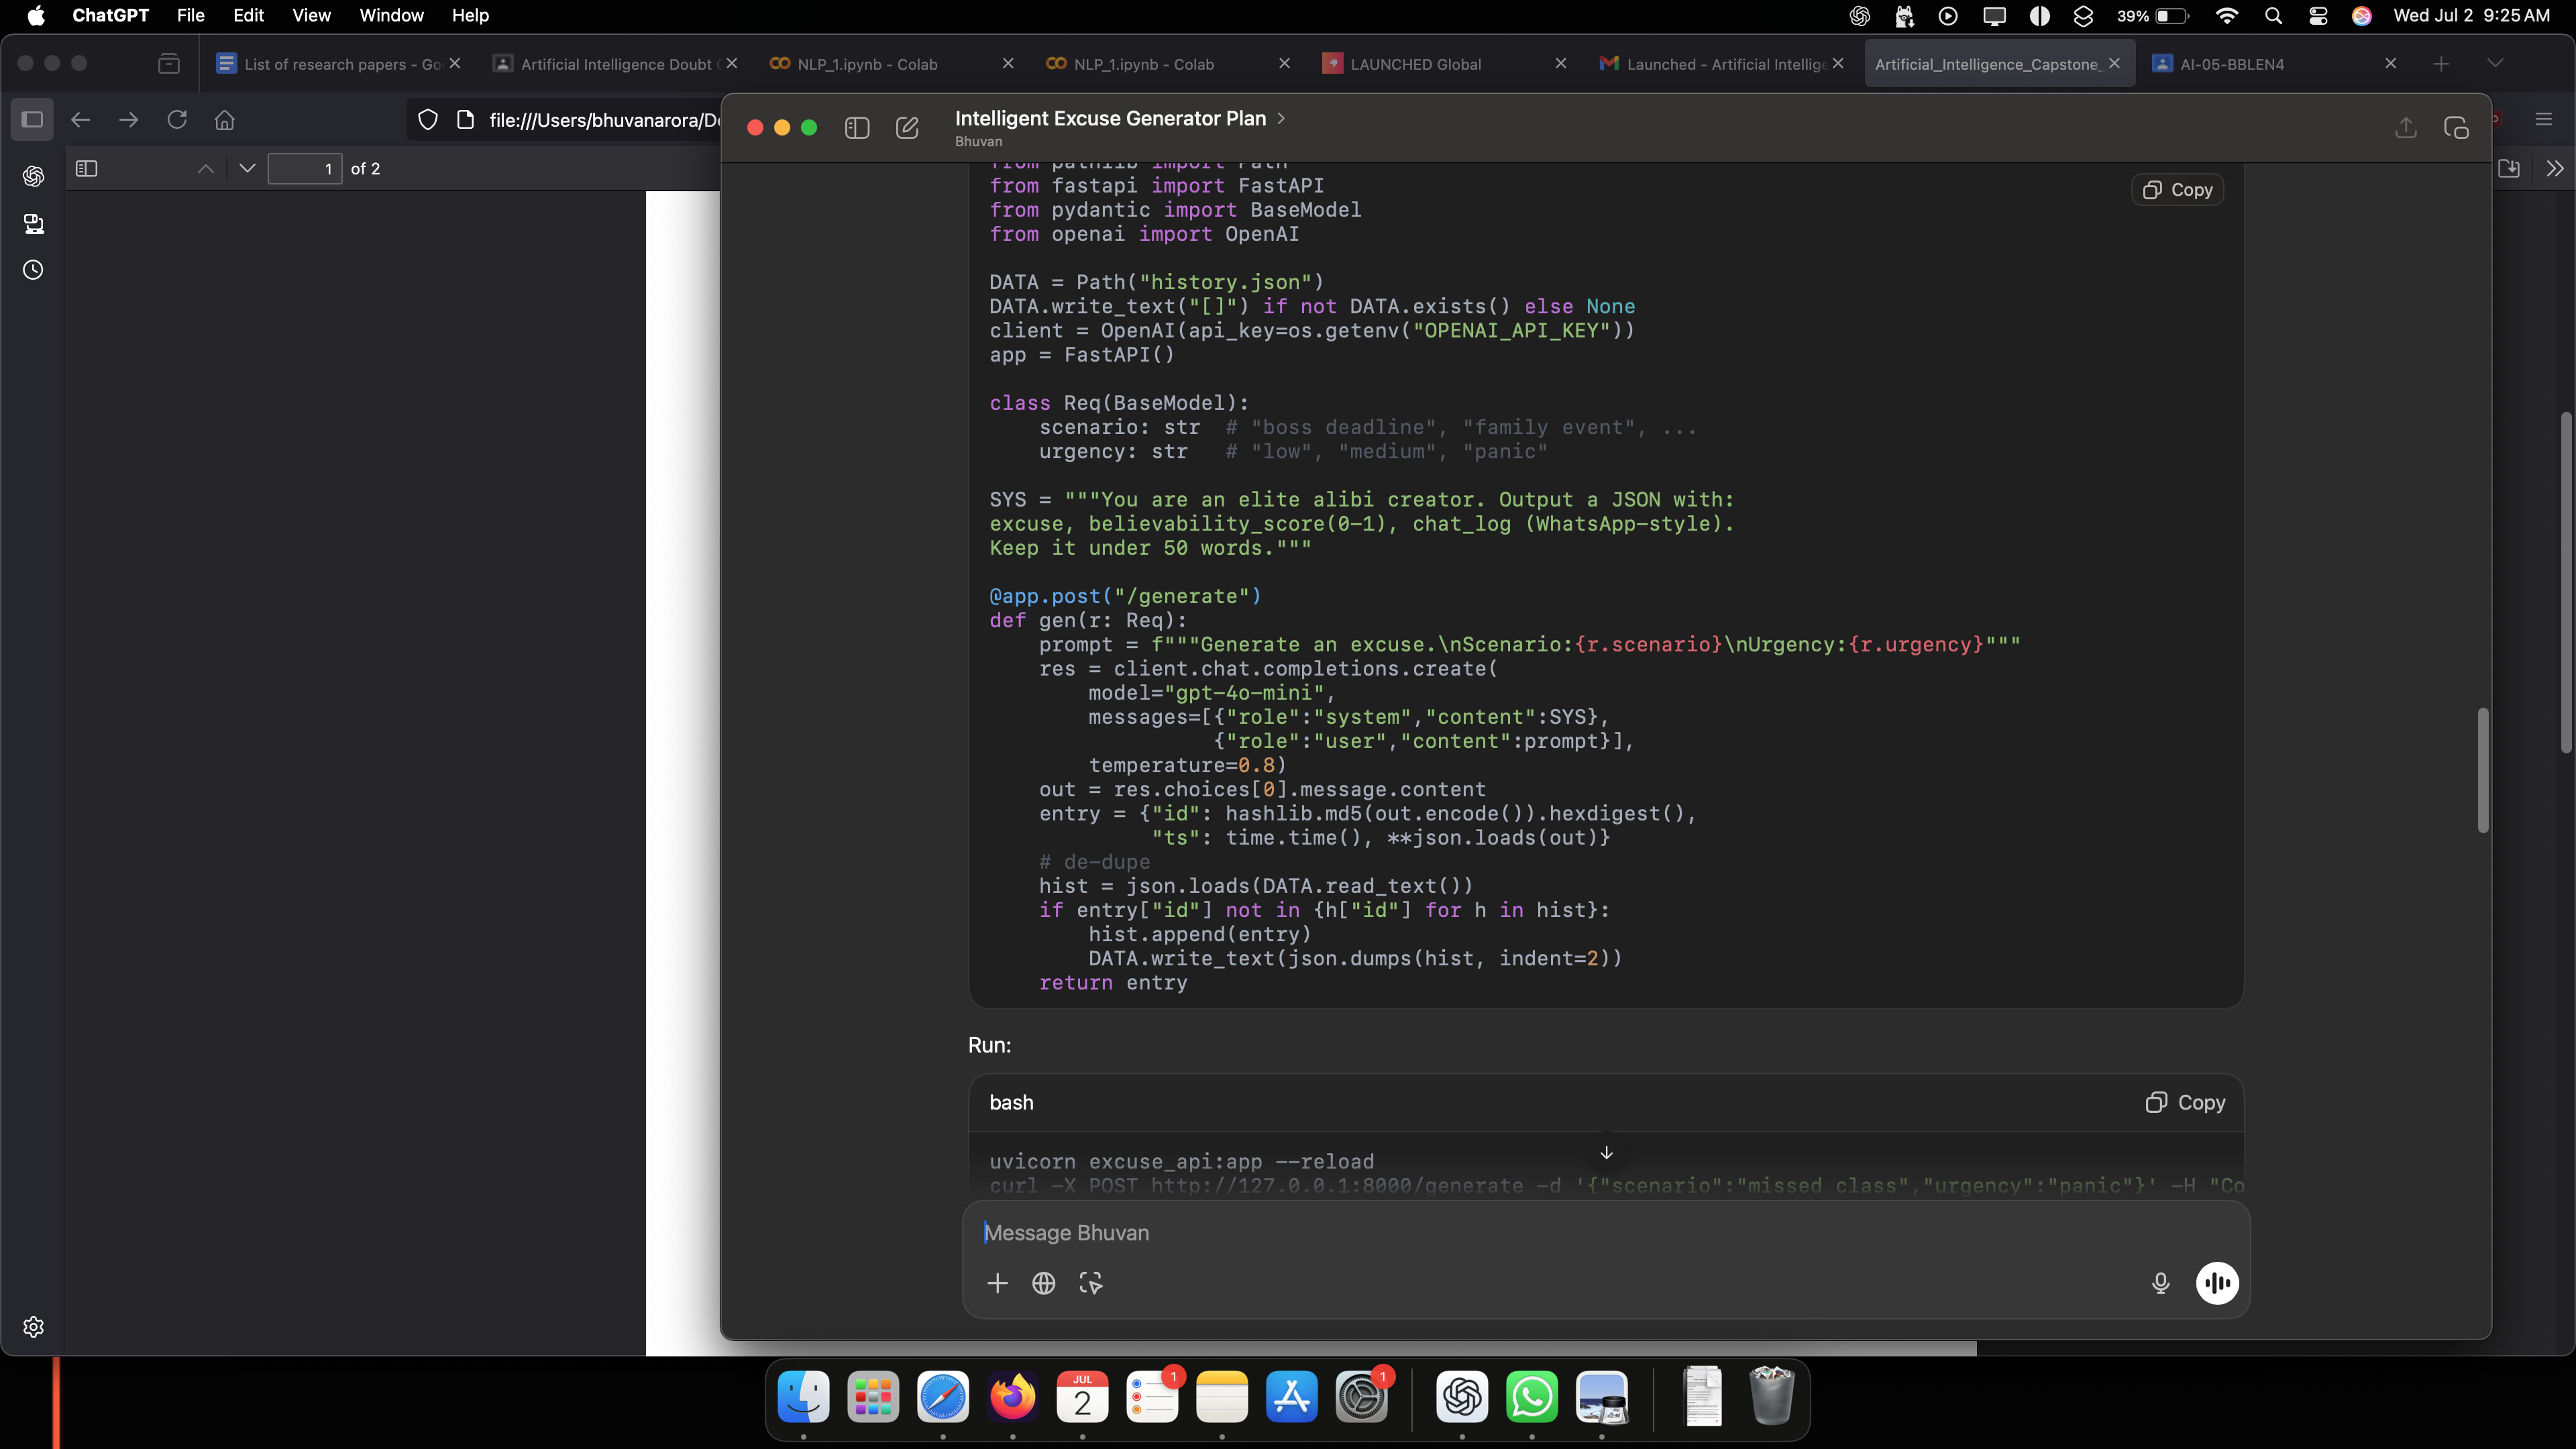 ChatGPT File Edit View Window Help 39% Wed Jul 2 9:25 AM
List of research papers - Go
Artificial Intelligence Doubt
NLP_1.ipynb - Colab
NLP_1.ipynb - Colab
LAUNCHED Global
Launched - Artificial Intellige
Artificial_Intelligence_Capstone_
AI-05-BBLEN4
file:///Users/bhuvanarora/De
1 of 2
Intelligent Excuse Generator Plan
Bhuvan
Copy
from pathlib import Path
from fastapi import FastAPI
from pydantic import BaseModel
from openai import OpenAI
DATA = Path("history.json")
DATA.write_text("[]") if not DATA.exists() else None
client = OpenAI(api_key=os.getenv("OPENAI_API_KEY"))
app = FastAPI()
class Req(BaseModel):
    scenario: str  # "boss deadline", "family event", ...
    urgency: str   # "low", "medium", "panic"
SYS = """You are an elite alibi creator. Output a JSON with:
excuse, believability_score(0-1), chat_log (WhatsApp-style).
Keep it under 50 words."""
@app.post("/generate")
def gen(r: Req):
    prompt = f"""Generate an excuse.\nScenario:{r.scenario}\nUrgency:{r.urgency}"""
    res = client.chat.completions.create(
        model="gpt-4o-mini",
        messages=[{"role":"system","content":SYS},
                  {"role":"user","content":prompt}],
        temperature=0.8)
    out = res.choices[0].message.content
    entry = {"id": hashlib.md5(out.encode()).hexdigest(),
             "ts": time.time(), **json.loads(out)}
    # de-dupe
    hist = json.loads(DATA.read_text())
    if entry["id"] not in {h["id"] for h in hist}:
        hist.append(entry)
        DATA.write_text(json.dumps(hist, indent=2))
    return entry
Run:
bash
Copy
uvicorn excuse_api:app --reload
curl -X POST http://127.0.0.1:8000/generate -d '{"scenario":"missed class","urgency":"panic"}' -H "Co
Message Bhuvan
JUL
2
1
1